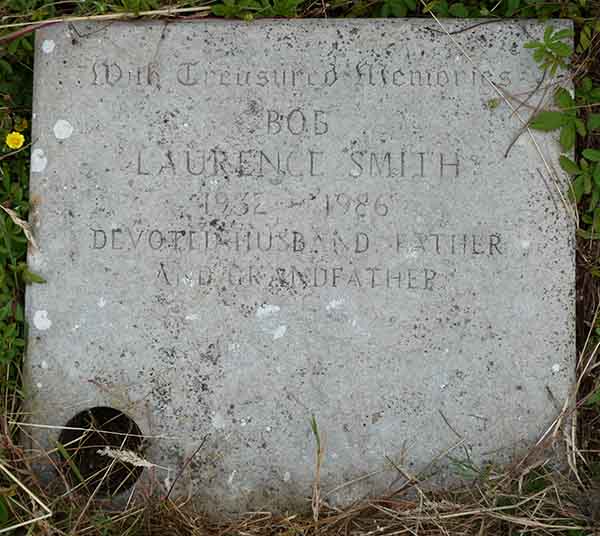 With Treasured Memories
BOB
LAURENCE SMITH
1932 - 1986
DEVOTED HUSBAND FATHER
AND GRANDFATHER